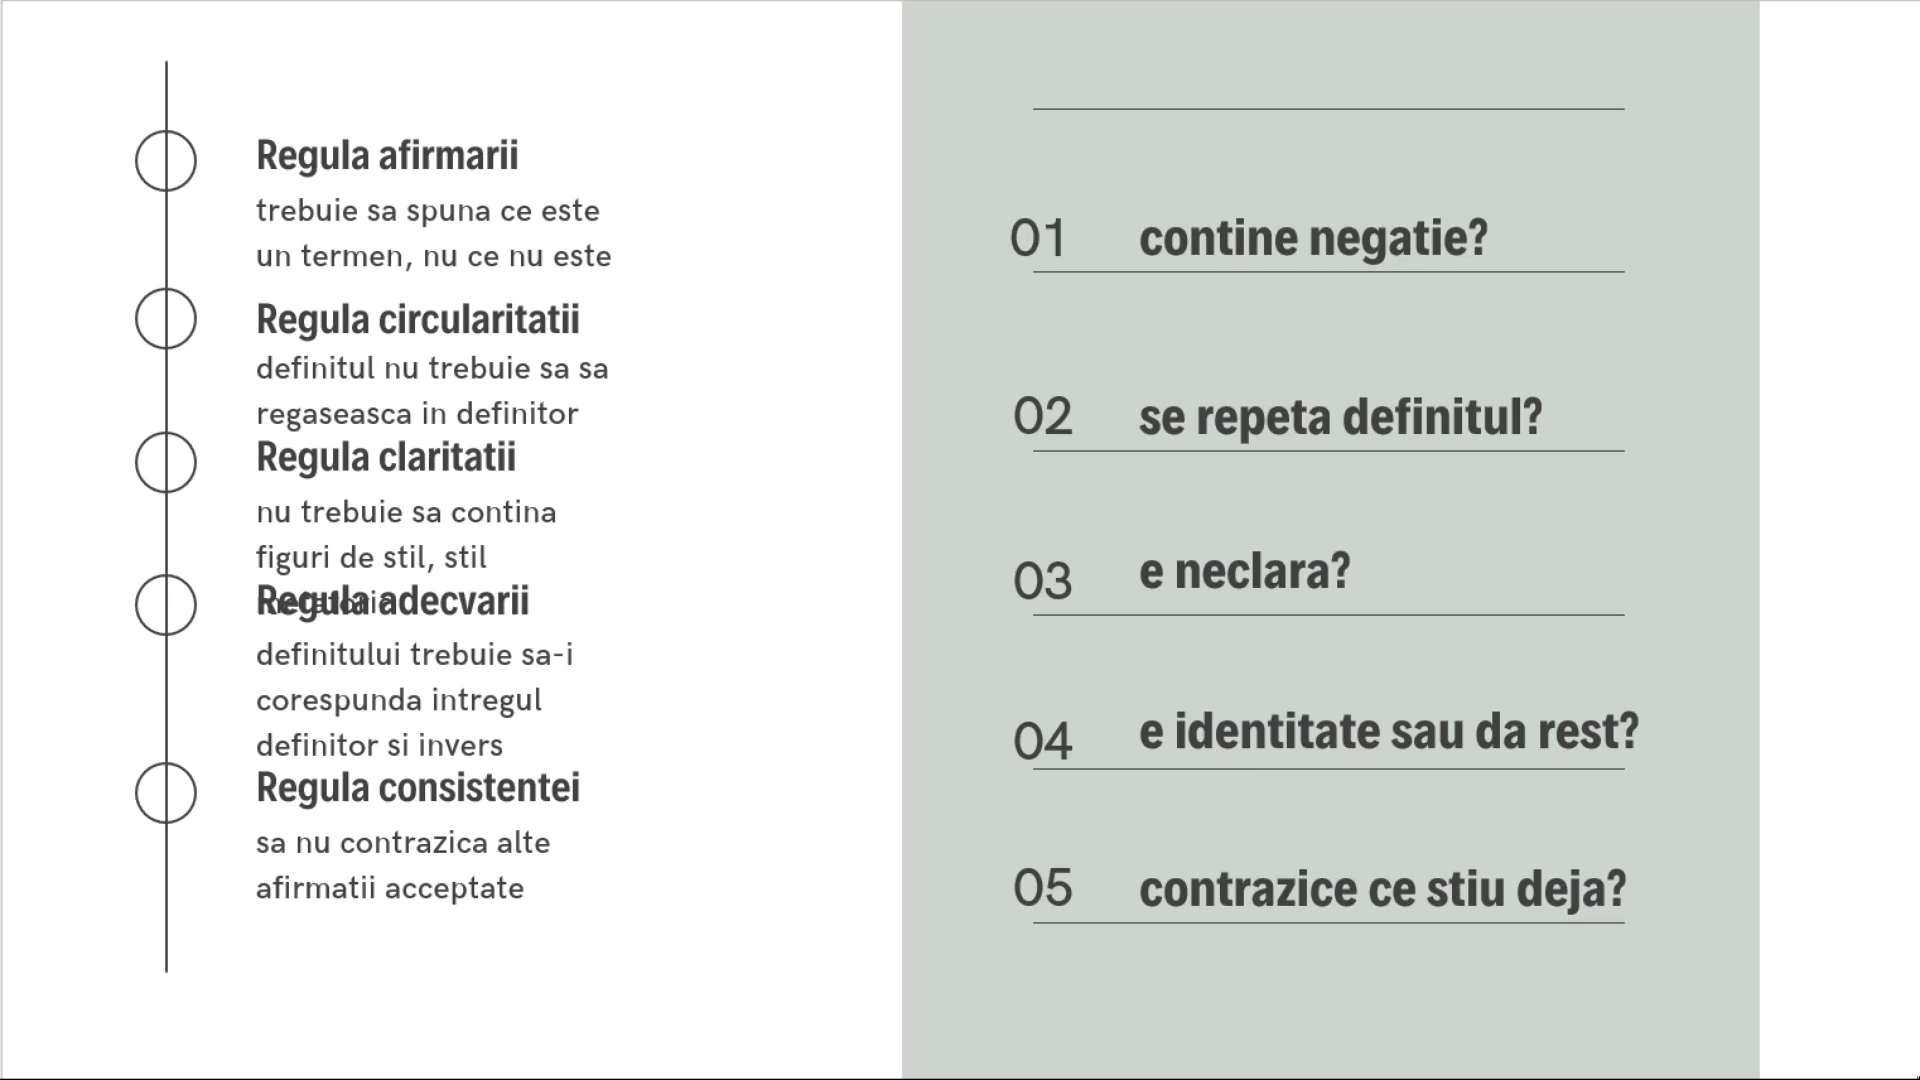 Regula afirmarii
trebuie sa spuna ce este
un termen, nu ce nu este
Regula circularitatii
definitul nu trebuie sa sa
regaseasca in definitor
Regula claritatii
nu trebuie sa contina
figuri de stil, stil
Regula adecvarii
definitului trebuie sa-i
corespunda intregul
definitor si invers
Regula consistentei
sa nu contrazica alte
afirmatii acceptate
01 contine negatie?
02 se repeta definitul?
03 e neclara?
04 e identitate sau da rest?
05 contrazice ce stiu deja?